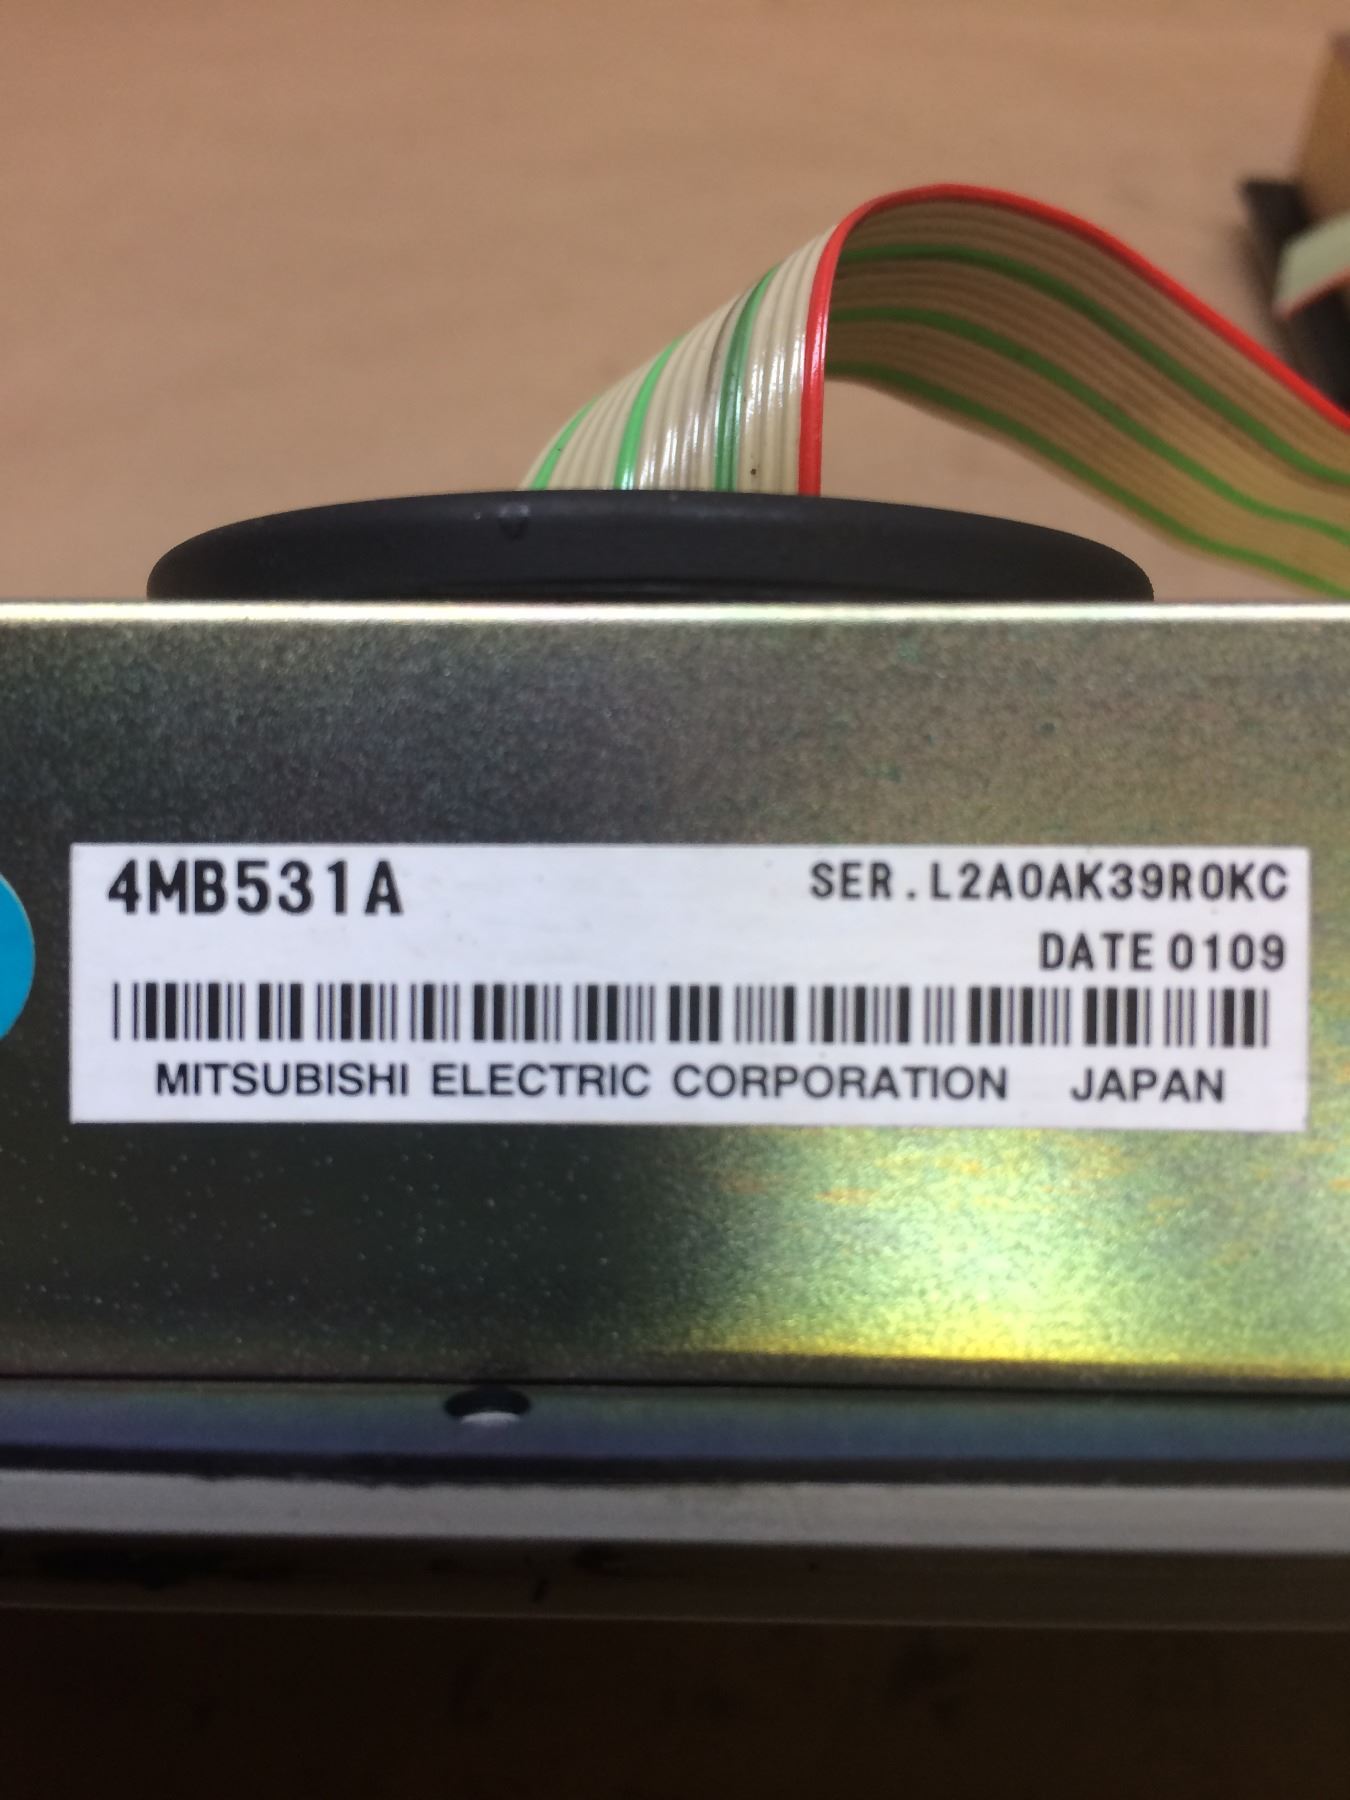 4MB531A
SER.L2A0AK39R0KC
DATE 0109
MITSUBISHI ELECTRIC CORPORATION JAPAN